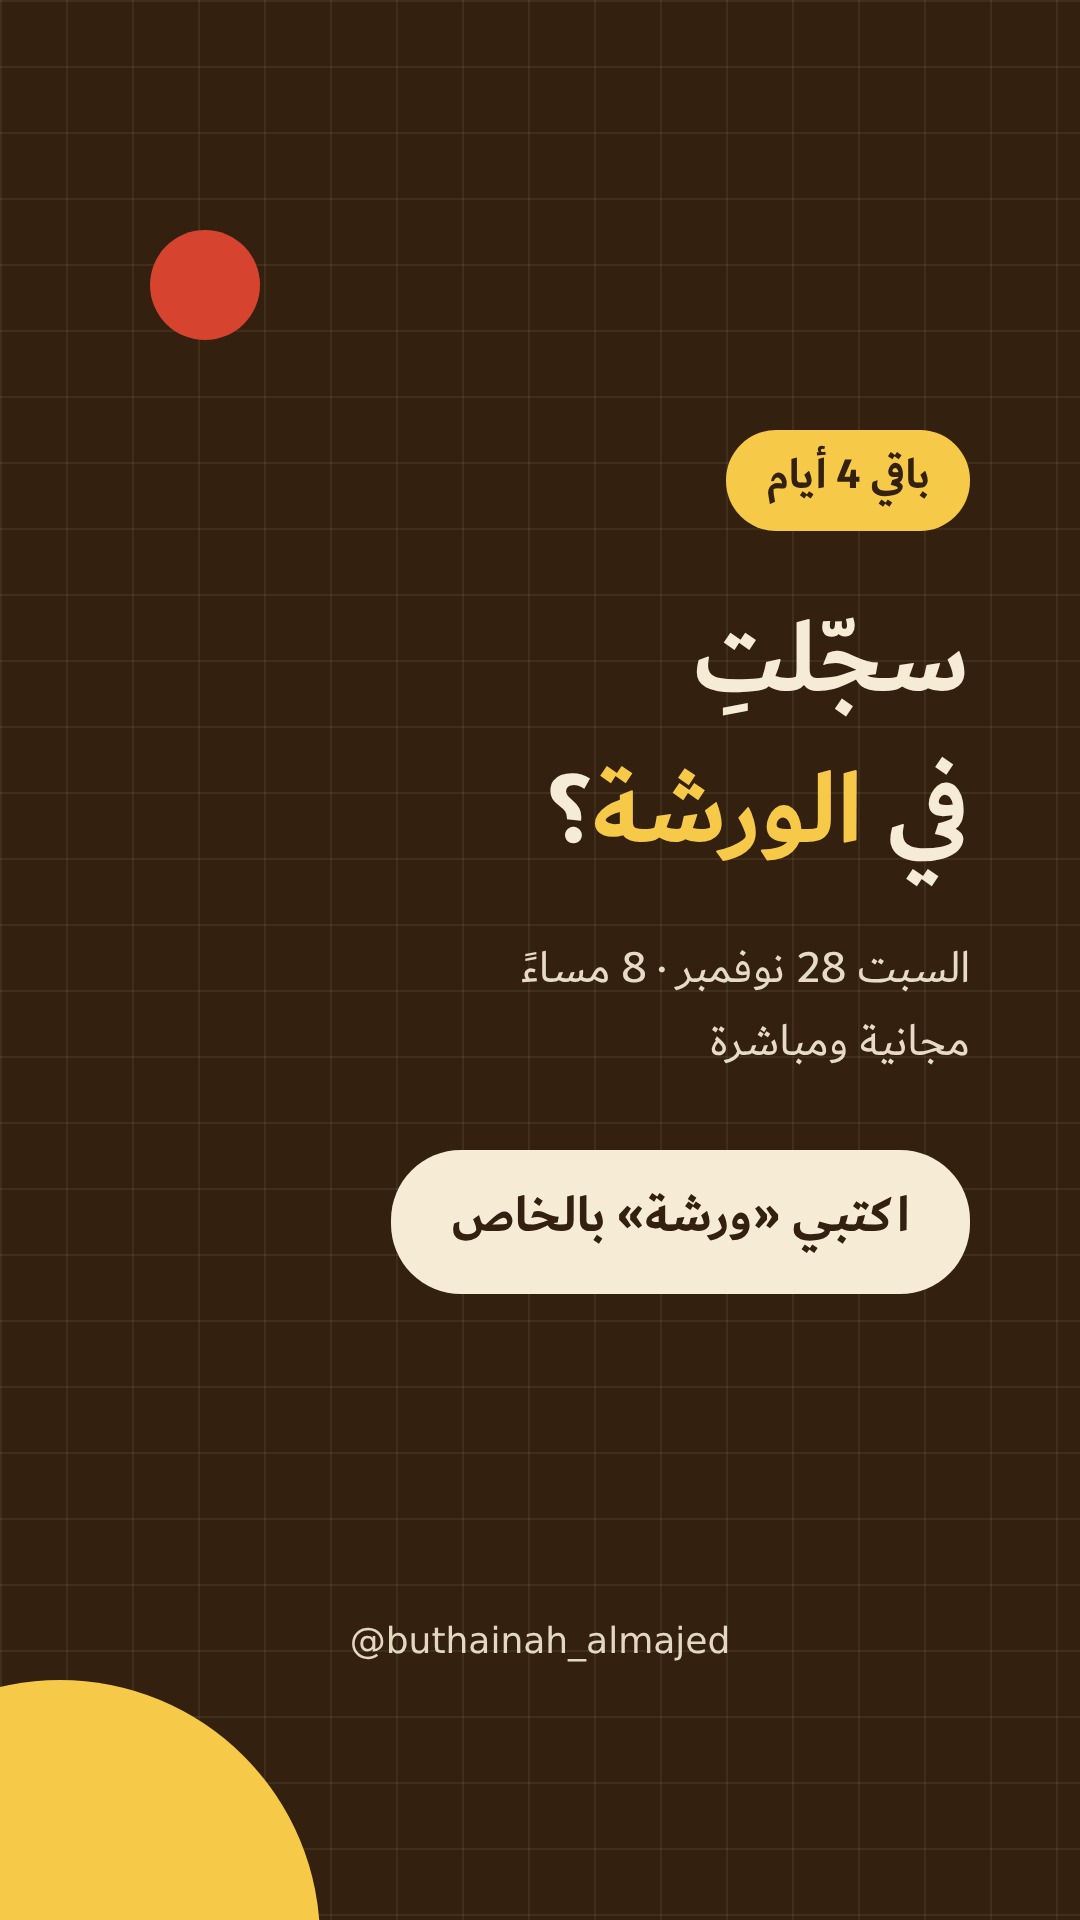 باقي 4 أيام
سجّلتِ
في الورشة؟
السبت 28 نوفمبر · 8 مساءً
مجانية ومباشرة
اكتبي «ورشة» بالخاص
@buthainah_almajed